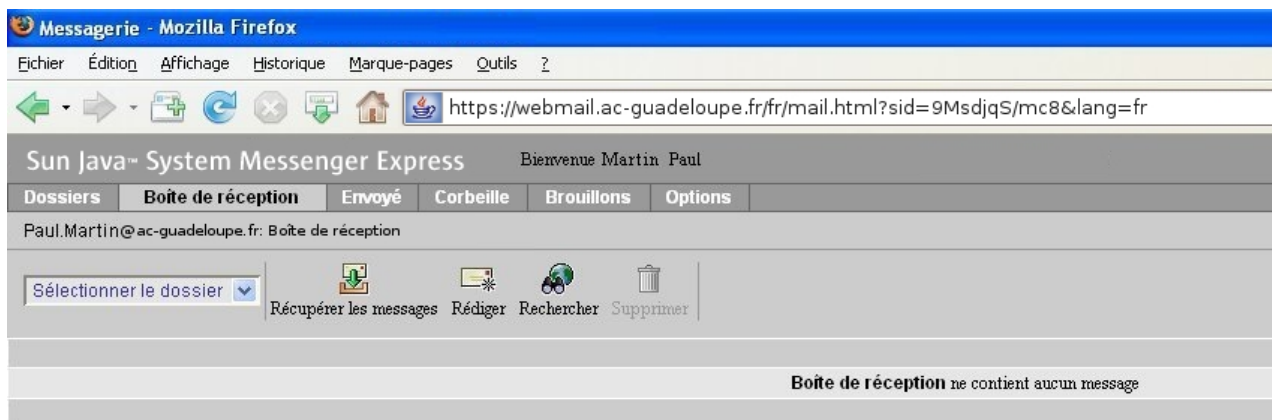 Messagerie - Mozilla Firefox
Fichier Édition Affichage Historique Marque-pages Outils ?
https://webmail.ac-guadeloupe.fr/fr/mail.html?sid=9MsdjqS/mc8&lang=fr
Sun Java™ System Messenger Express Bienvenue Martin Paul
Dossiers Boîte de réception Envoyé Corbeille Brouillons Options
Paul.Martin@ac-guadeloupe.fr: Boîte de réception
Sélectionner le dossier
Récupérer les messages Rédiger Rechercher Supprimer
Boîte de réception ne contient aucun message